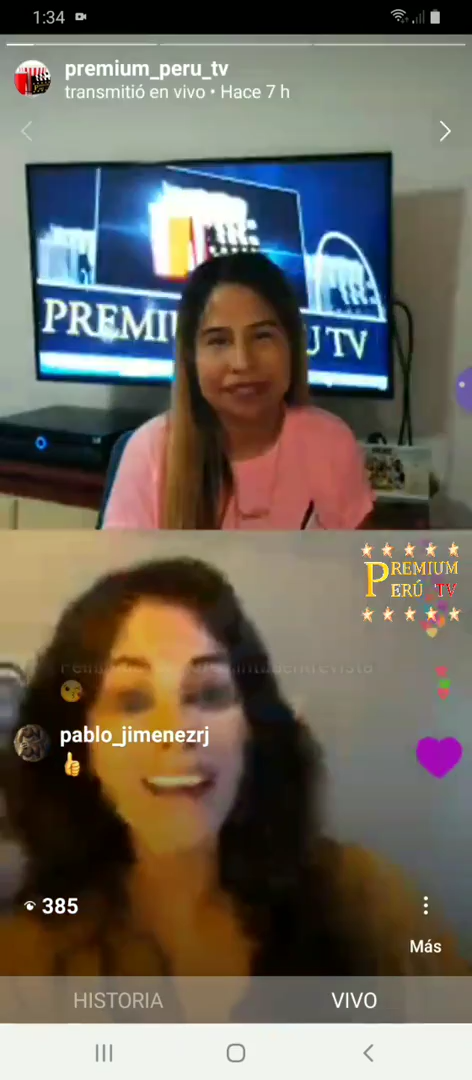 1:34
premium_peru_tv
transmitió en vivo • Hace 7 h
PREMIU
U TV
PREMIUM
PERÚ TV
pablo_jimenezrj
385
Más
HISTORIA
VIVO